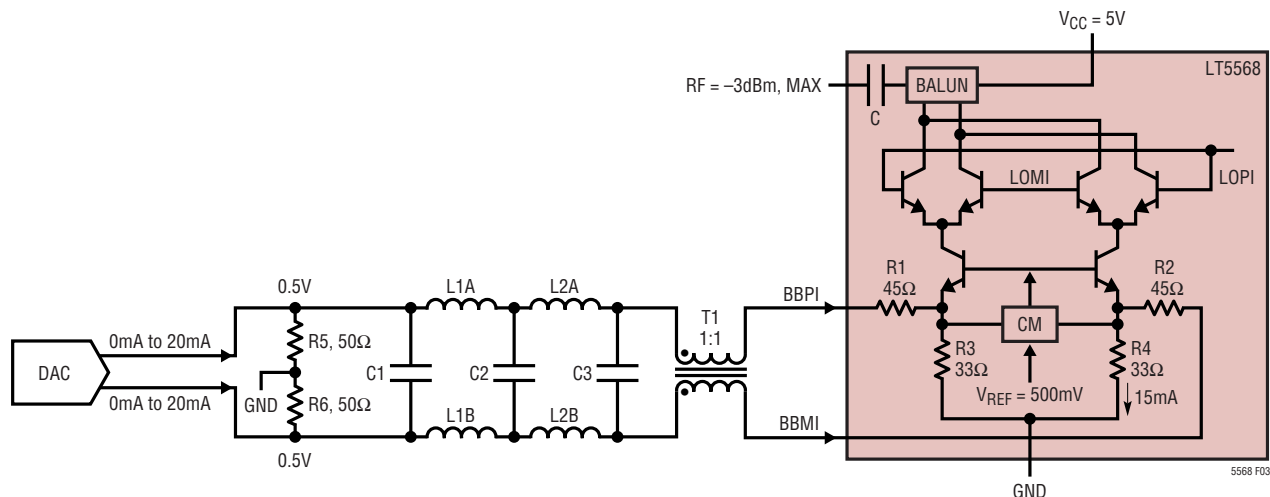 V_CC = 5V
LT5568
RF = –3dBm, MAX
BALUN
C
LOMI
LOPI
0.5V
L1A
L2A
R1
45Ω
R2
45Ω
BBPI
T1
1:1
CM
0mA to 20mA
R5, 50Ω
DAC
C1
C2
C3
R3
33Ω
R4
33Ω
GND
R6, 50Ω
V_REF = 500mV
15mA
0mA to 20mA
L1B
L2B
BBMI
0.5V
5568 F03
GND